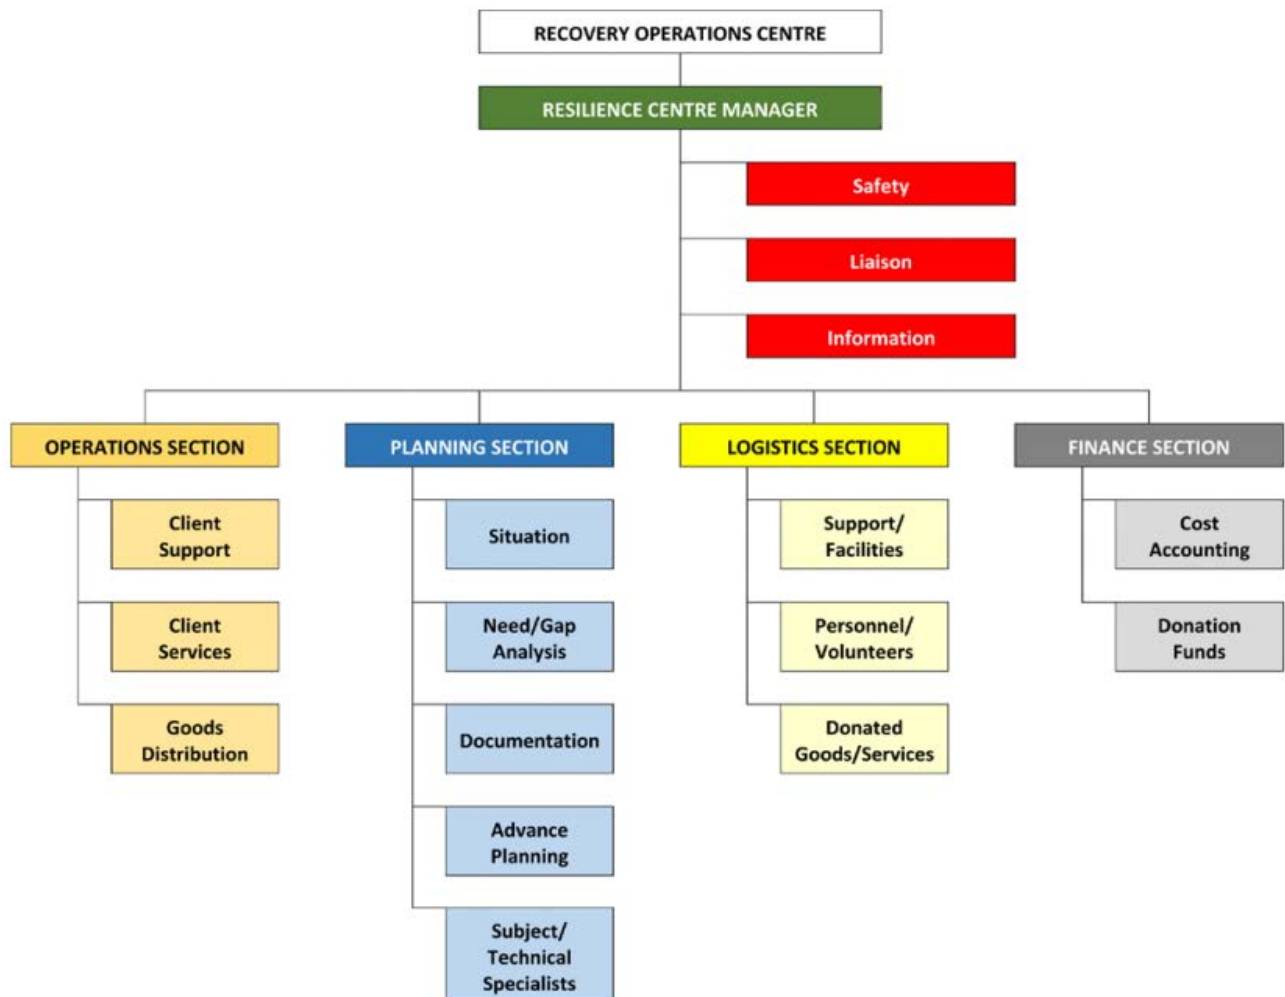 RECOVERY OPERATIONS CENTRE
RESILIENCE CENTRE MANAGER
Safety
Liaison
Information
OPERATIONS SECTION
Client
Support
Client
Services
Goods
Distribution
PLANNING SECTION
Situation
Need/Gap
Analysis
Documentation
Advance
Planning
Subject/
Technical
Specialists
LOGISTICS SECTION
Support/
Facilities
Personnel/
Volunteers
Donated
Goods/Services
FINANCE SECTION
Cost
Accounting
Donation
Funds